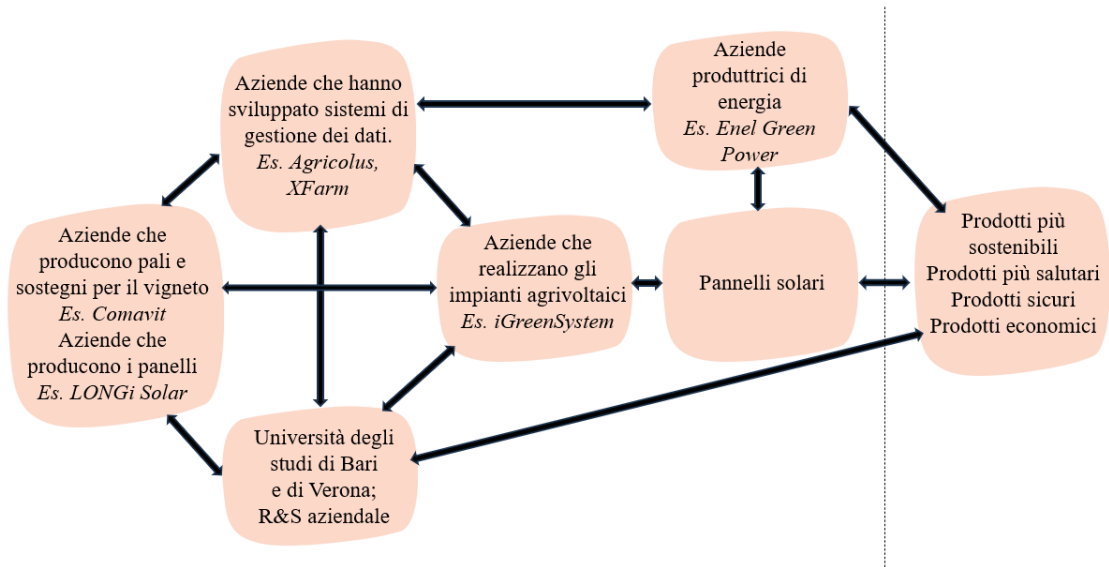 Aziende che hanno
sviluppato sistemi di
gestione dei dati.
Es. Agricolus,
XFarm
Aziende
produttrici di
energia
Es. Enel Green
Power
Aziende che
producono pali e
sostegni per il vigneto
Es. Comavit
Aziende che
producono i panelli
Es. LONGi Solar
Aziende che
realizzano gli
impianti agrivoltaici
Es. iGreenSystem
Pannelli solari
Prodotti più
sostenibili
Prodotti più salutari
Prodotti sicuri
Prodotti economici
Università degli
studi di Bari
e di Verona;
R&S aziendale